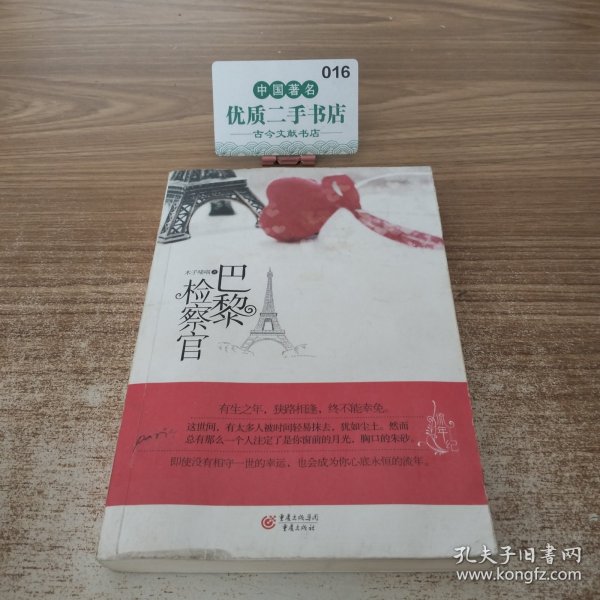 016
中国著名
优质二手书店
古今文献书店
巴黎
检察官
有生之年，狭路相逢，终不能幸免。
这世间，有太多人被时间轻易抹去，犹如尘土。然而
总有那么一个人注定了是你窗前的月光，胸口的朱砂。
即使没有相守一世的幸运，也会成为你心底永恒的流年。
重庆出版集团
重庆出版社
孔夫子旧书网
www.kongfz.com